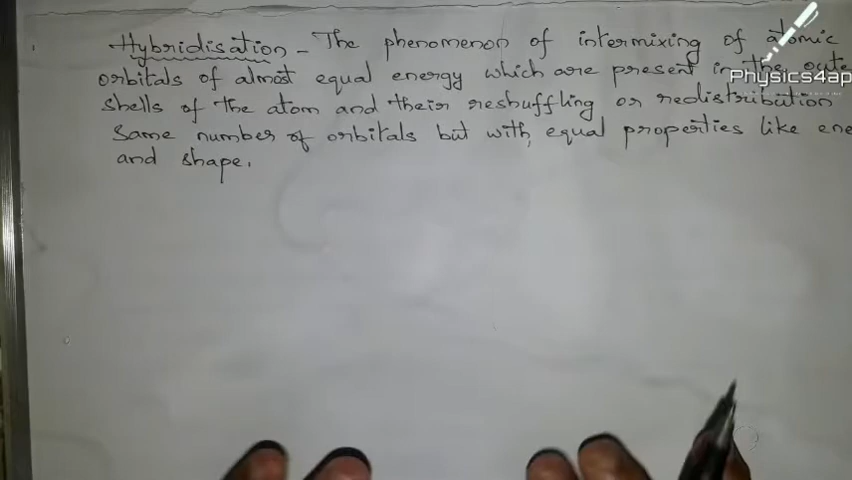 Hybridisation - The phenomenon of intermixing of atomic
orbitals of almost equal energy which are present in the oute
shells of the atom and their reshuffling or redistribution
same number of orbitals but with, equal properties like ene
and shape.
Physics4ap